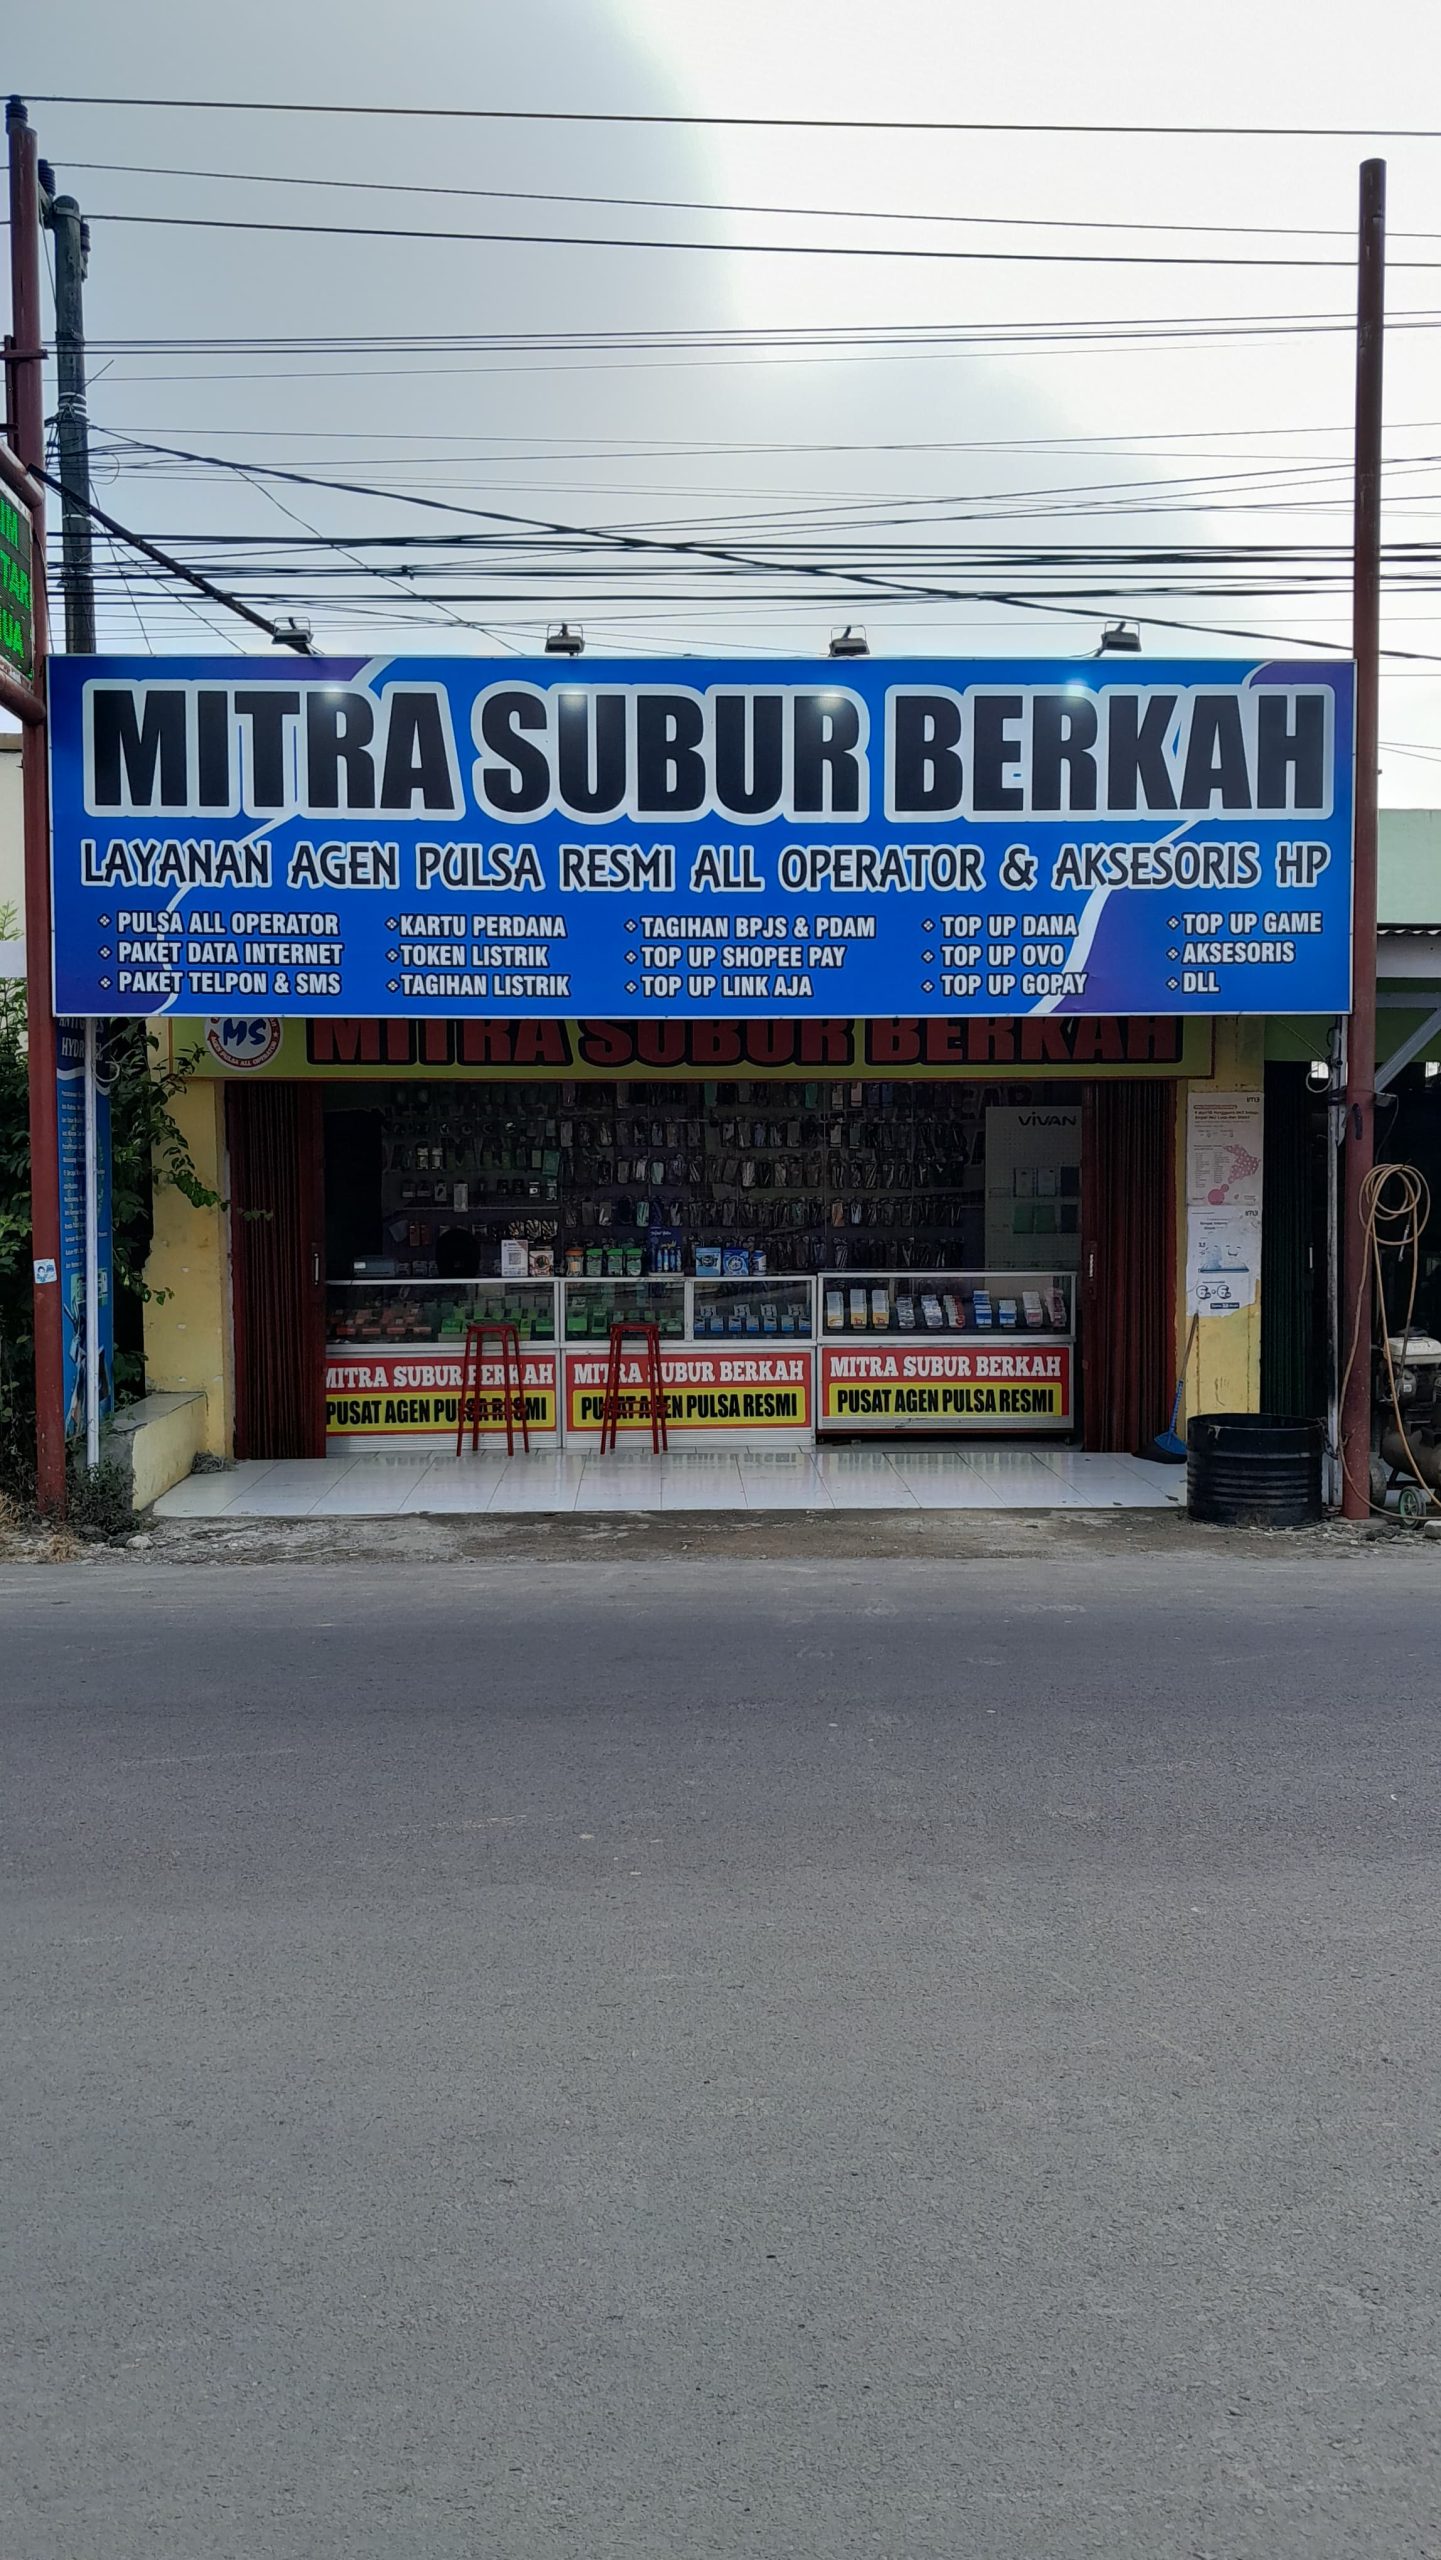 MITRA SUBUR BERKAH
LAYANAN AGEN PULSA RESMI ALL OPERATOR & AKSESORIS HP
PULSA ALL OPERATOR
PAKET DATA INTERNET
PAKET TELPON & SMS
KARTU PERDANA
TOKEN LISTRIK
TAGIHAN LISTRIK
TAGIHAN BPJS & PDAM
TOP UP SHOPEE PAY
TOP UP LINK AJA
TOP UP DANA
TOP UP OVO
TOP UP GOPAY
TOP UP GAME
AKSESORIS
DLL
MS
MITRA SUBUR BERKAH
VIVAN
MITRA SUBUR BERKAH
PUSAT AGEN PULSA RESMI
MITRA SUBUR BERKAH
PUSAT AGEN PULSA RESMI
MITRA SUBUR BERKAH
PUSAT AGEN PULSA RESMI
IM3
IM3